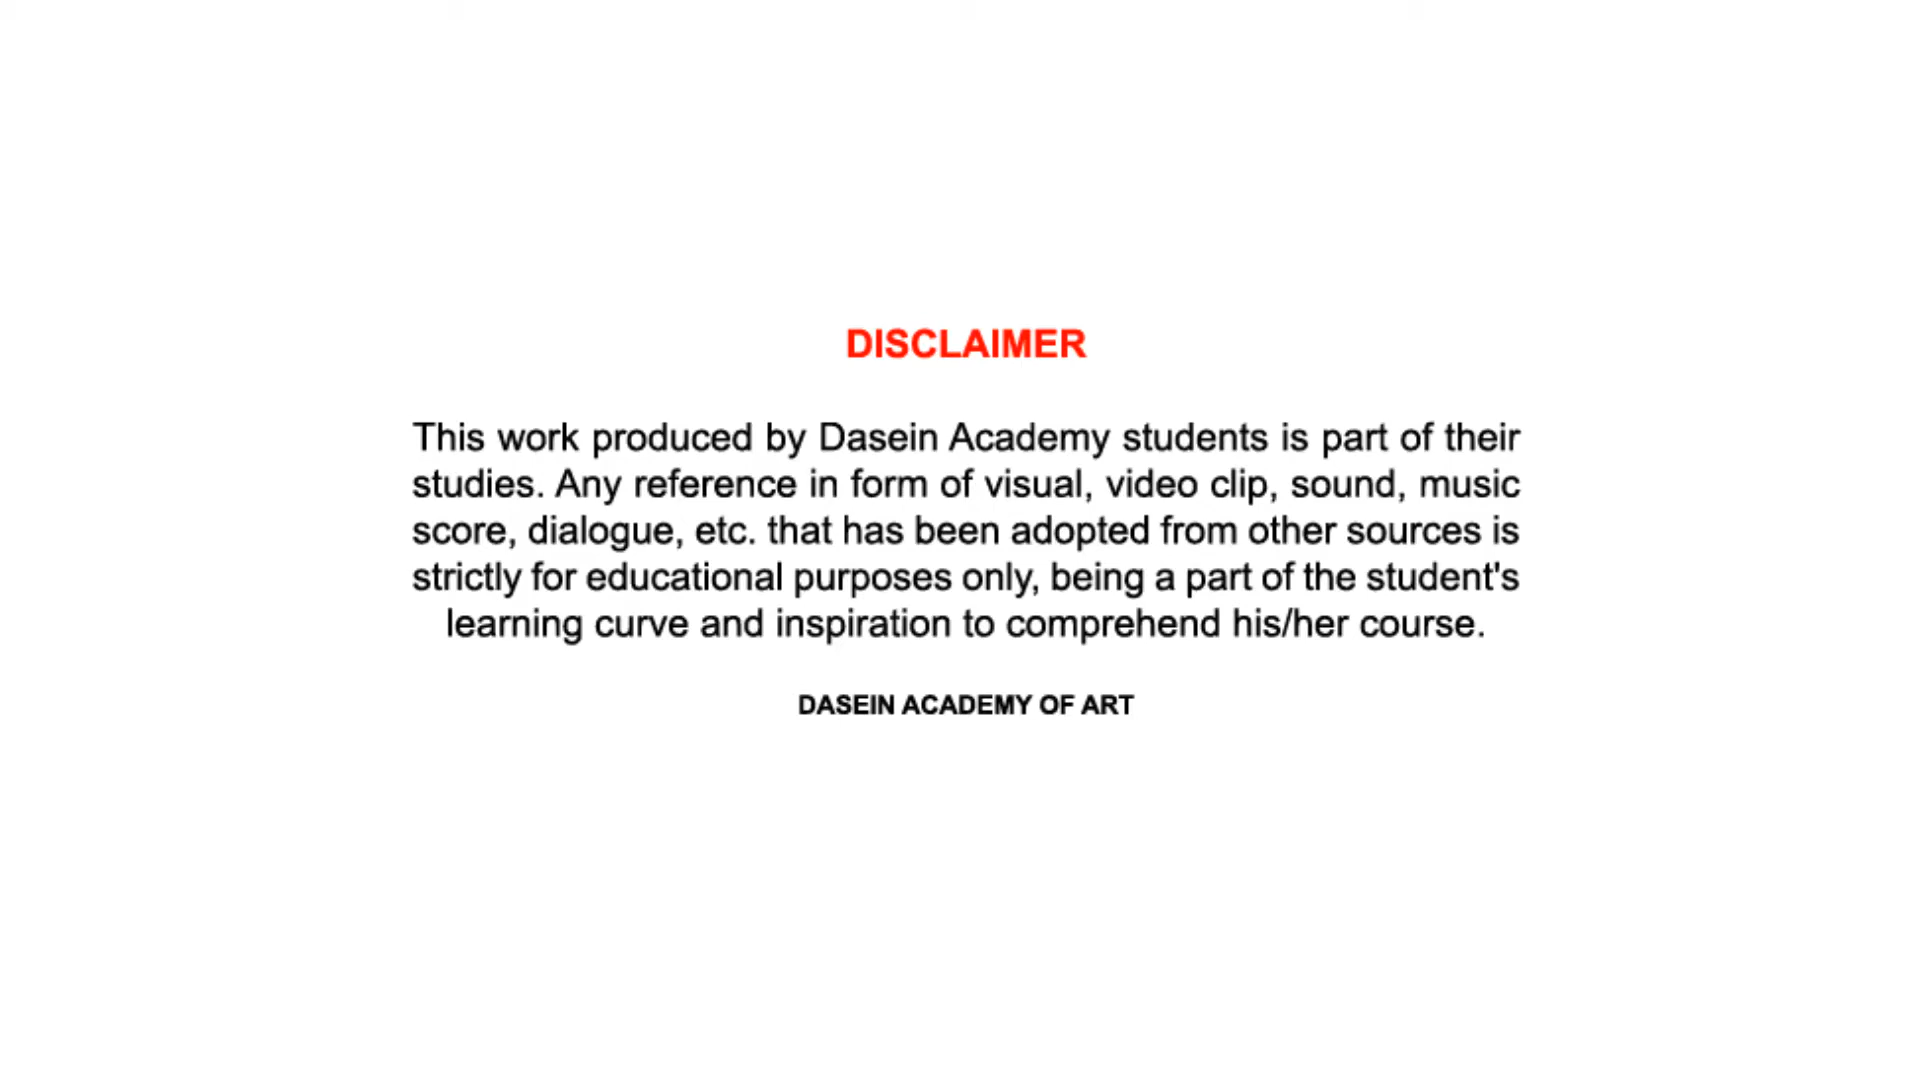 DISCLAIMER
This work produced by Dasein Academy students is part of their
studies. Any reference in form of visual, video clip, sound, music
score, dialogue, etc. that has been adopted from other sources is
strictly for educational purposes only, being a part of the student's
learning curve and inspiration to comprehend his/her course.
DASEIN ACADEMY OF ART